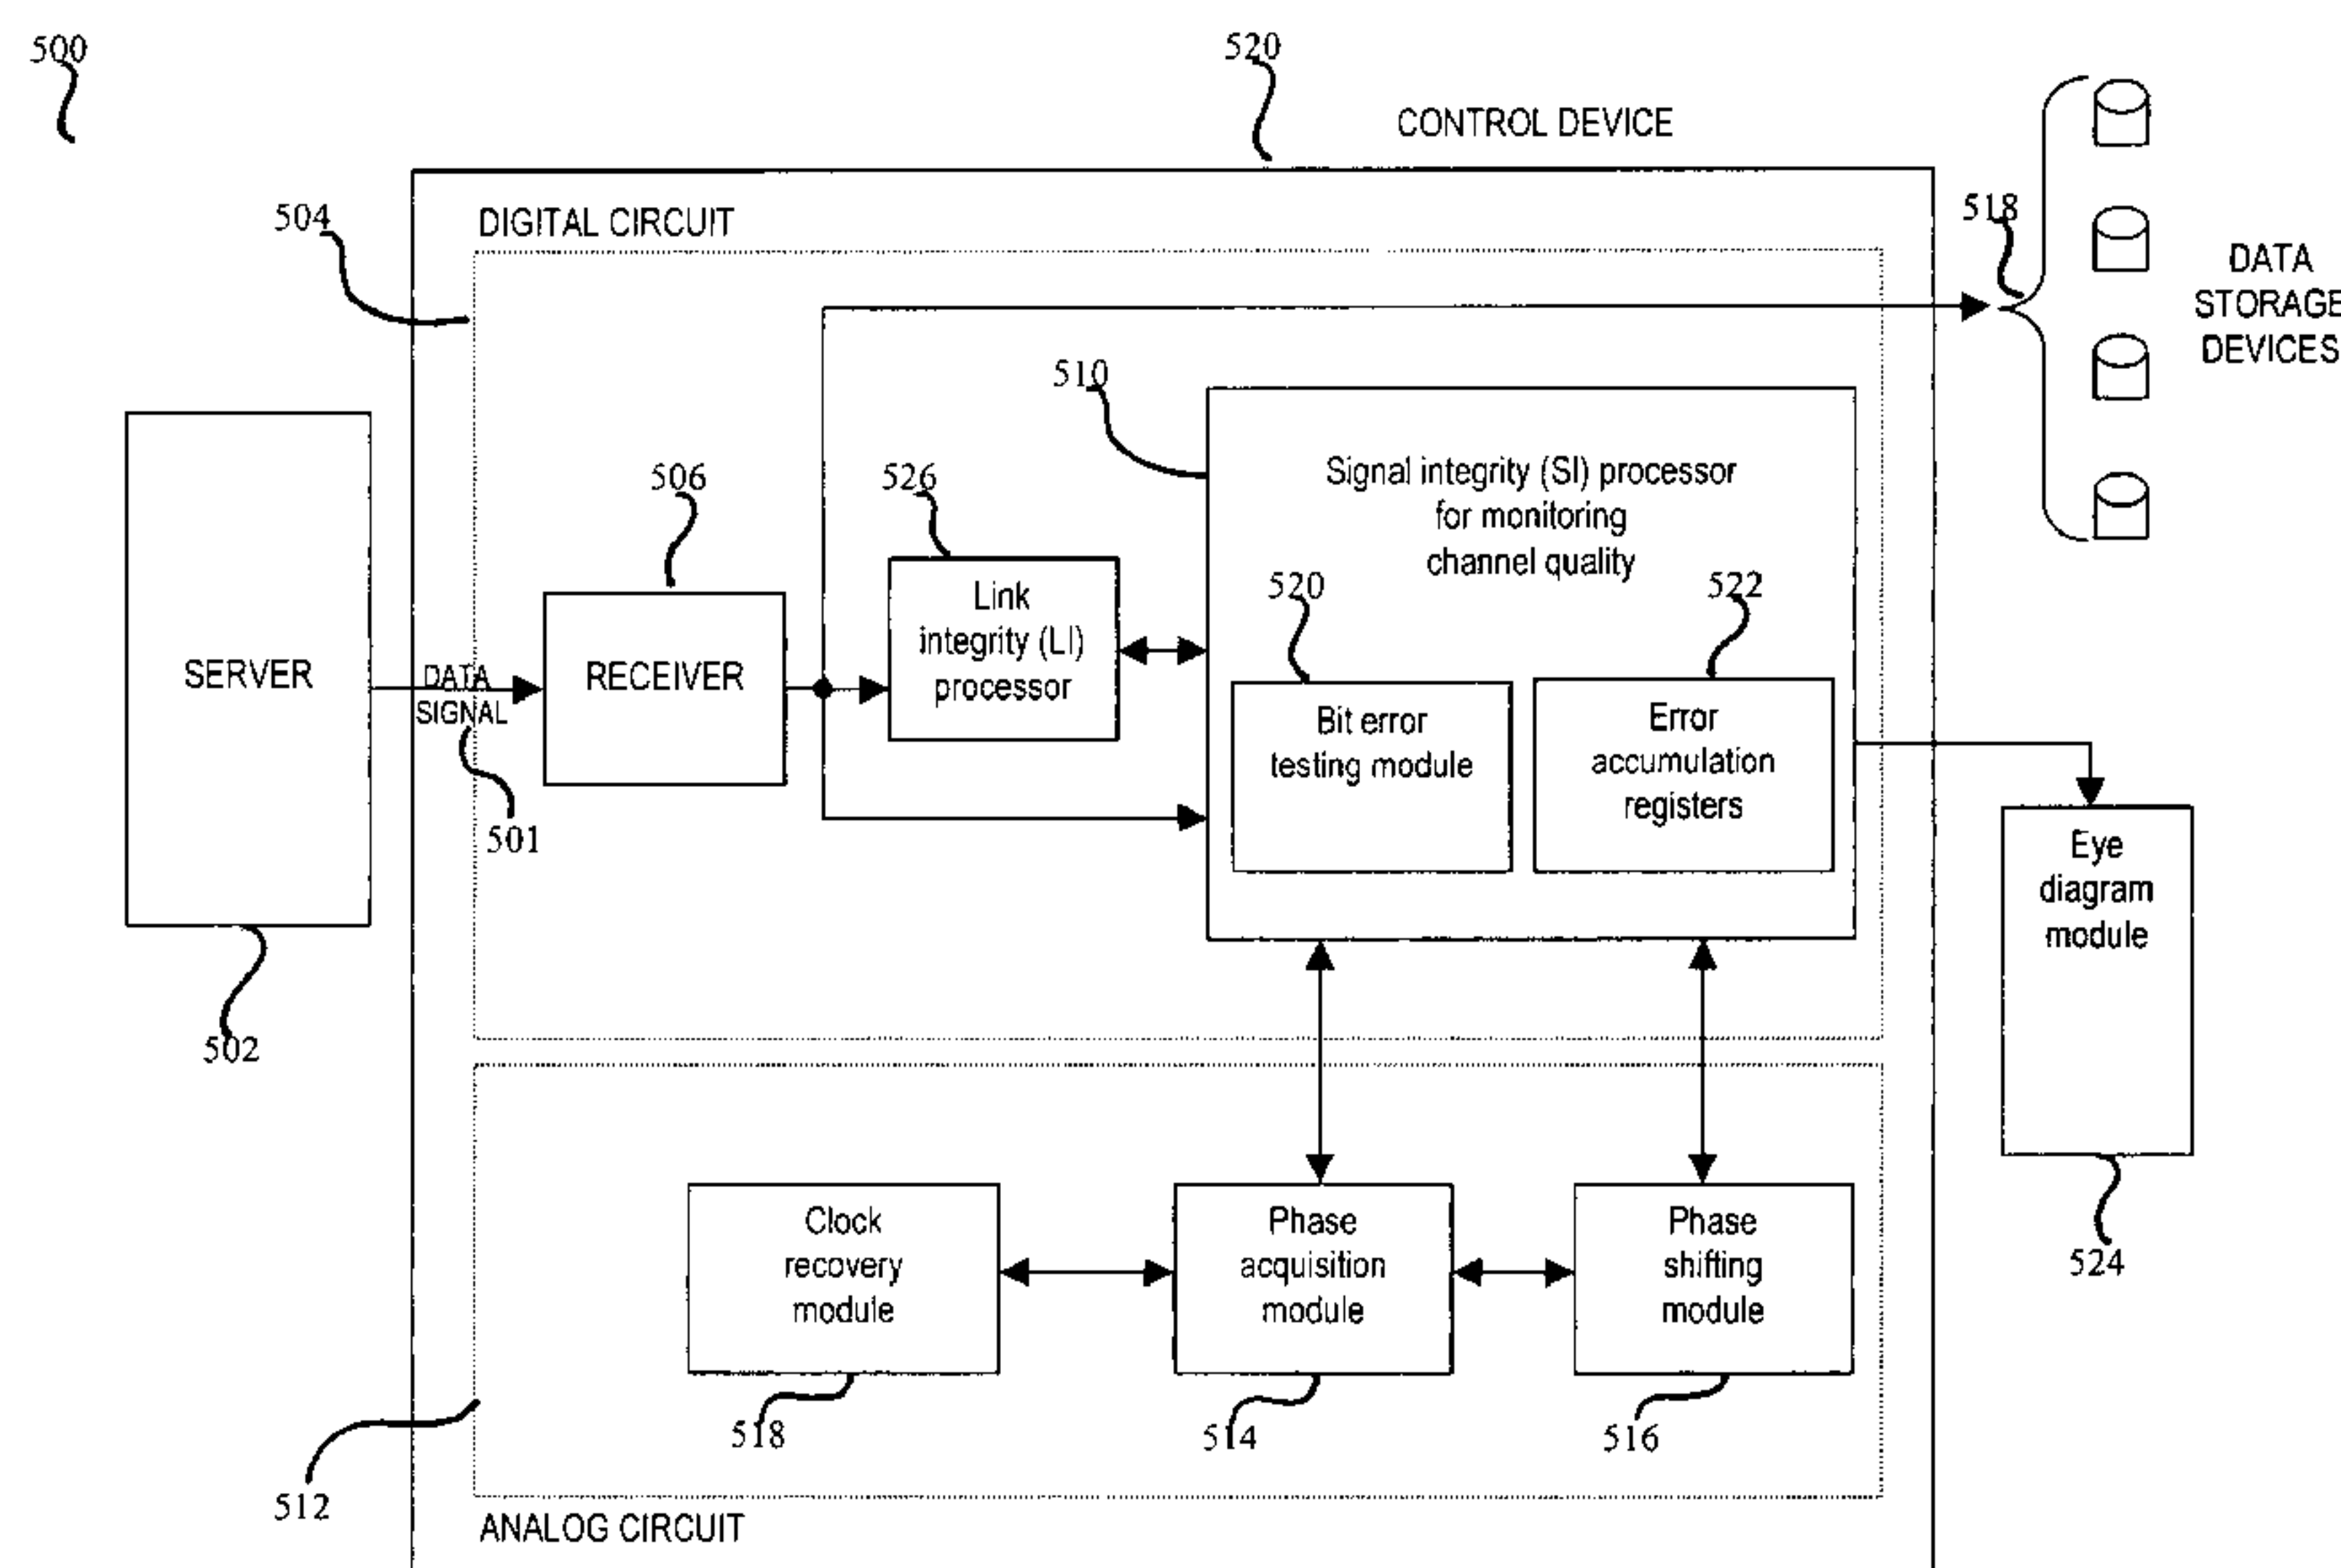 500
520
CONTROL DEVICE
504
DIGITAL CIRCUIT
518
DATA
STORAGE
DEVICES
510
Signal integrity (SI) processor
for monitoring
channel quality
506
526
520
522
SERVER
DATA
SIGNAL
501
RECEIVER
Link
integrity (LI)
processor
Bit error
testing module
Error
accumulation
registers
Eye
diagram
module
502
524
Clock
recovery
module
Phase
acquisition
module
Phase
shifting
module
518
514
516
512
ANALOG CIRCUIT